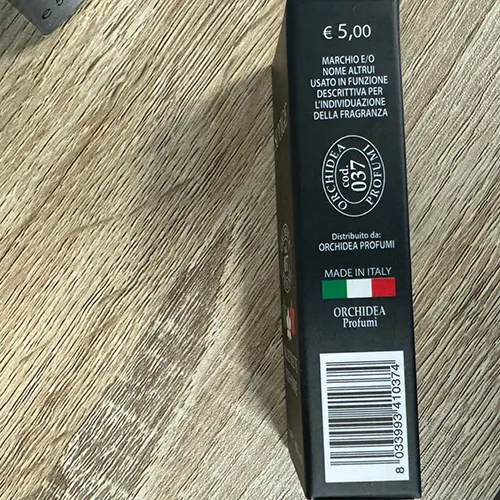 € 5,00
MARCHIO E/O
NOME ALTRUI
USATO IN FUNZIONE
DESCRITTIVA PER
L'INDIVIDUAZIONE
DELLA FRAGRANZA
ORCHIDEA
cod.
037
PROFUMI
Distribuito da:
ORCHIDEA PROFUMI
MADE IN ITALY
ORCHIDEA
Profumi
8 033993 410374